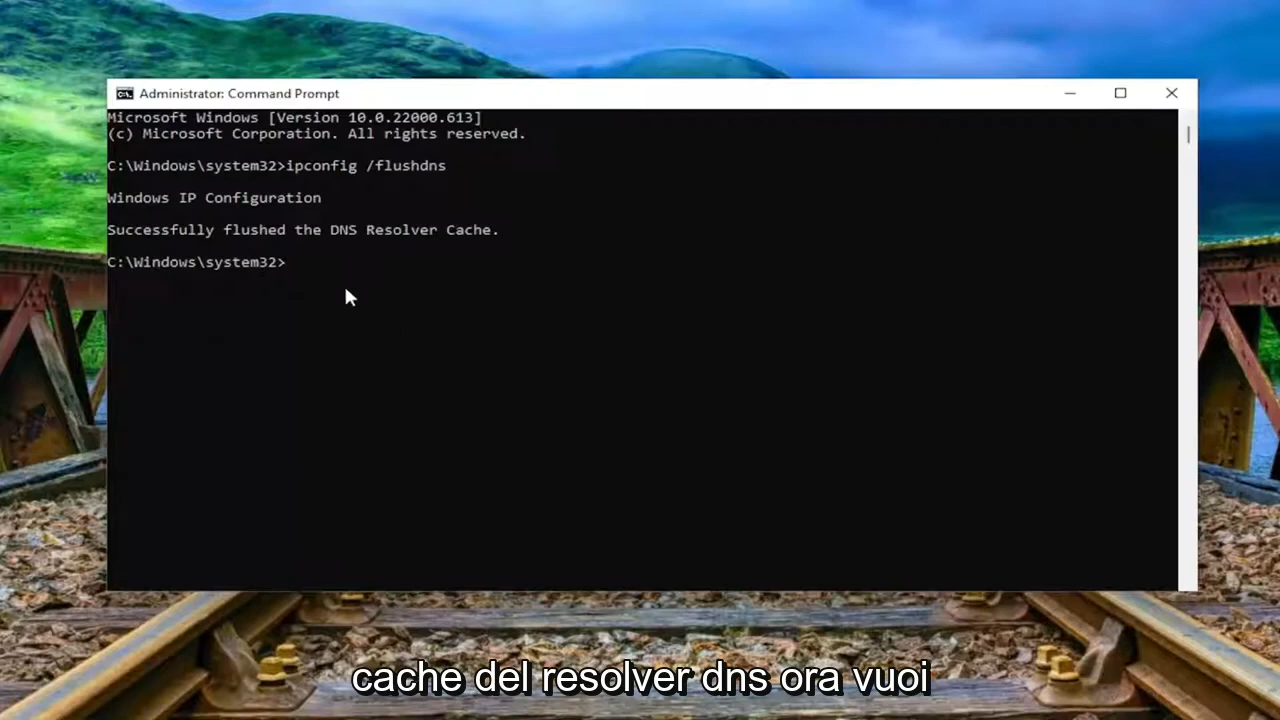 Administrator: Command Prompt
Microsoft Windows [Version 10.0.22000.613]
(c) Microsoft Corporation. All rights reserved.
C:\Windows\system32>ipconfig /flushdns
Windows IP Configuration
Successfully flushed the DNS Resolver Cache.
C:\Windows\system32>
cache del resolver dns ora vuoi